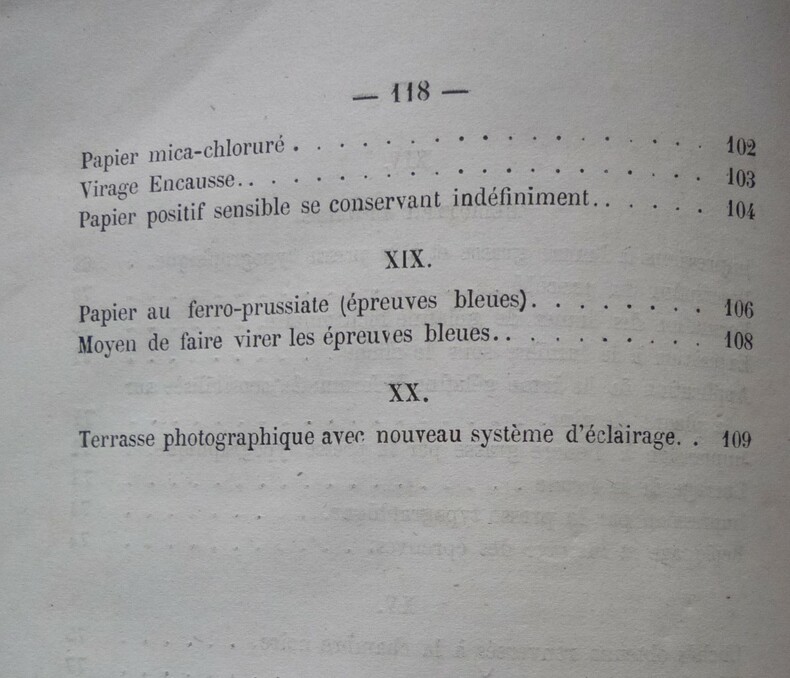 — 118 —
Papier mica-chloruré . . . . . . . . . . . . . . . . 102
Virage Encausse. . . . . . . . . . . . . . . . . . 103
Papier positif sensible se conservant indéfiniment. . . . . . 104
XIX.
Papier au ferro-prussiate (épreuves bleues). . . . . . . . 106
Moyen de faire virer les épreuves bleues. . . . . . . . . . 108
XX.
Terrasse photographique avec nouveau système d'éclairage. . 109